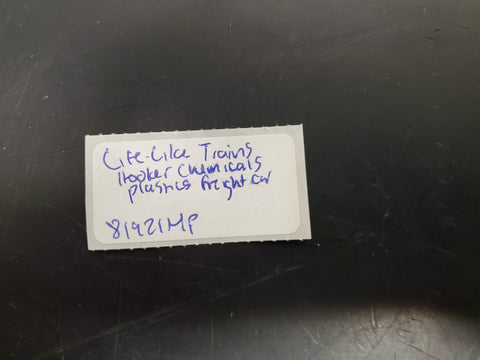 Life-Like Trains
Hooker Chemicals
plastics freight car
81921MP